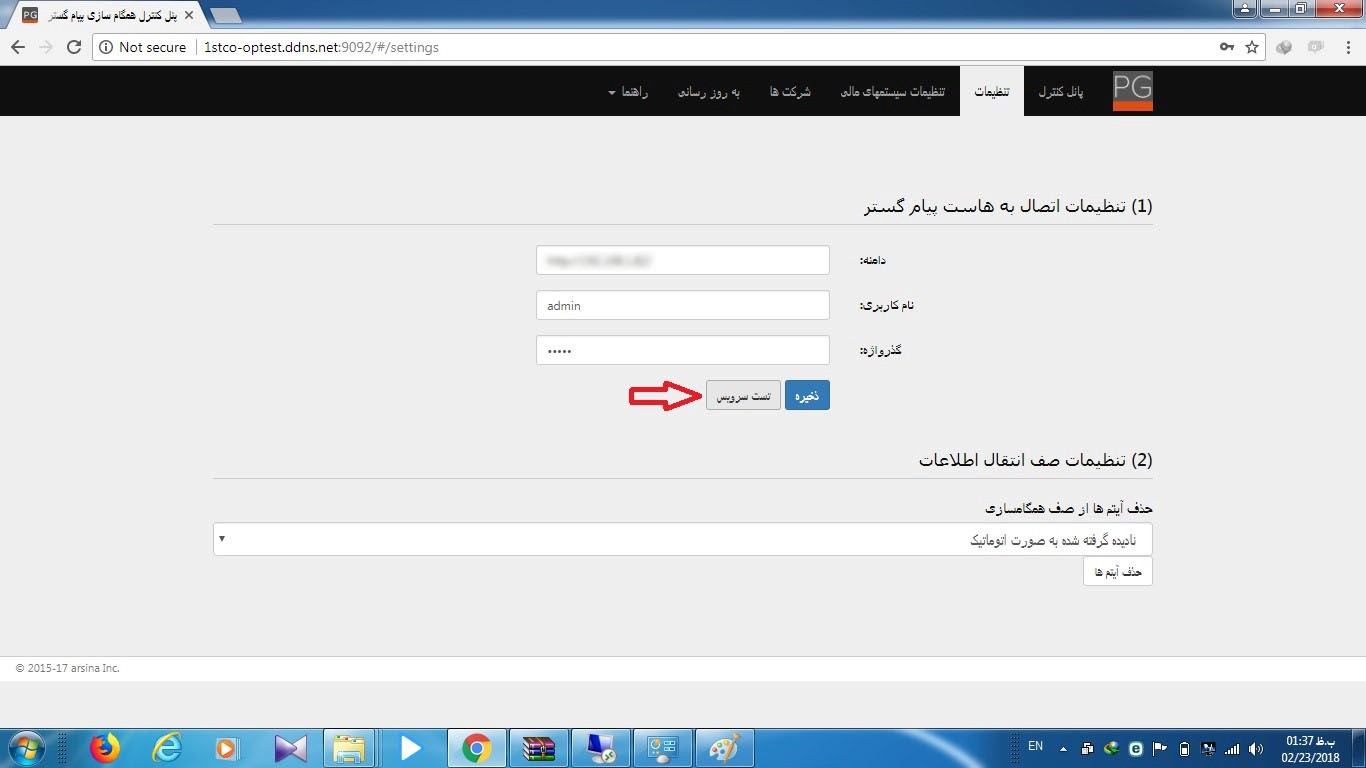 پنل کنترل همگام سازی پیام گستر
Not secure
1stco-optest.ddns.net:9092/#/settings
PG
پانل کنترل
تنظیمات
تنظیمات سیستمهای مالی
شرکت ها
به روز رسانی
راهنما
(1) تنظیمات اتصال به هاست پیام گستر
دامنه:
نام کاربری:
admin
گذرواژه:
•••••
ذخیره
تست سرویس
(2) تنظیمات صف انتقال اطلاعات
حذف آیتم ها از صف همگام‌سازی
نادیده گرفته شده به صورت اتوماتیک
حذف آیتم ها
© 2015-17 arsina Inc.
EN
01:37 ب.ظ
02/23/2018